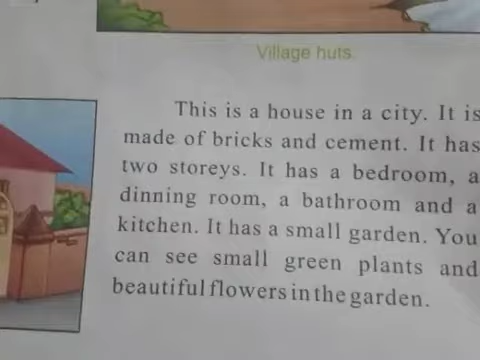 Village huts.
This is a house in a city. It is
made of bricks and cement. It has
two storeys. It has a bedroom, a
dinning room, a bathroom and a
kitchen. It has a small garden. You
can see small green plants and
beautiful flowers in the garden.